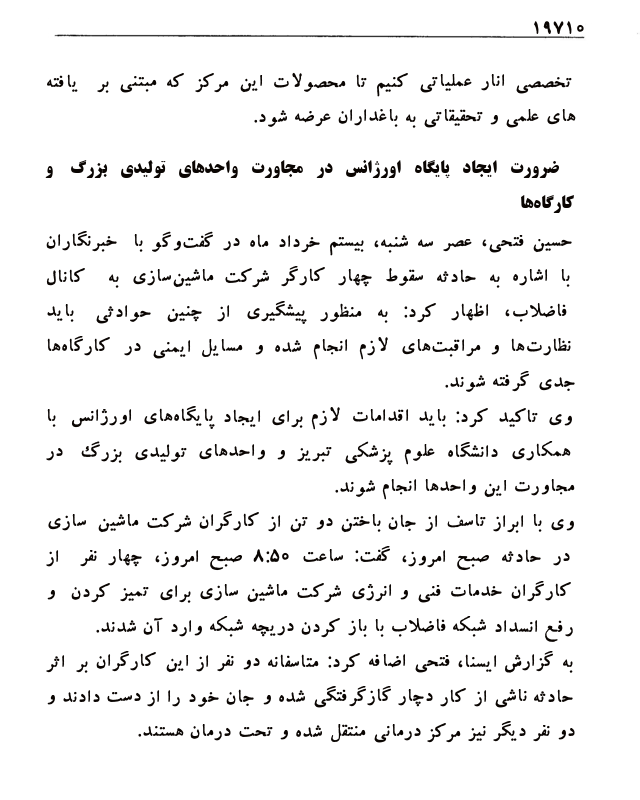 ۱۹۷۱۰
تخصصی انار عملیاتی کنیم تا محصولات این مرکز که مبتنی بر یافته
های علمی و تحقیقاتی به باغداران عرضه شود.
ضرورت ایجاد پایگاه اورژانس در مجاورت واحدهای تولیدی بزرگ و
کارگاه‌ها
حسین فتحی، عصر سه شنبه، بیستم خرداد ماه در گفت‌وگو با خبرنگاران
با اشاره به حادثه سقوط چهار کارگر شرکت ماشین‌سازی به کانال
فاضلاب، اظهار کرد: به منظور پیشگیری از چنین حوادثی باید
نظارت‌ها و مراقبت‌های لازم انجام شده و مسایل ایمنی در کارگاه‌ها
جدی گرفته شوند.
وی تاکید کرد: باید اقدامات لازم برای ایجاد پایگاه‌های اورژانس با
همکاری دانشگاه علوم پزشکی تبریز و واحدهای تولیدی بزرگ در
مجاورت این واحدها انجام شوند.
وی با ابراز تاسف از جان باختن دو تن از کارگران شرکت ماشین سازی
در حادثه صبح امروز، گفت: ساعت ۸:۵۰ صبح امروز، چهار نفر از
کارگران خدمات فنی و انرژی شرکت ماشین سازی برای تمیز کردن و
رفع انسداد شبکه فاضلاب با باز کردن دریچه شبکه وارد آن شدند.
به گزارش ایسنا، فتحی اضافه کرد: متاسفانه دو نفر از این کارگران بر اثر
حادثه ناشی از کار دچار گازگرفتگی شده و جان خود را از دست دادند و
دو نفر دیگر نیز مرکز درمانی منتقل شده و تحت درمان هستند.